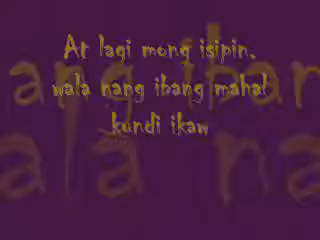 At lagi mong isipin.
wala nang ibang mahal
kundi ikaw